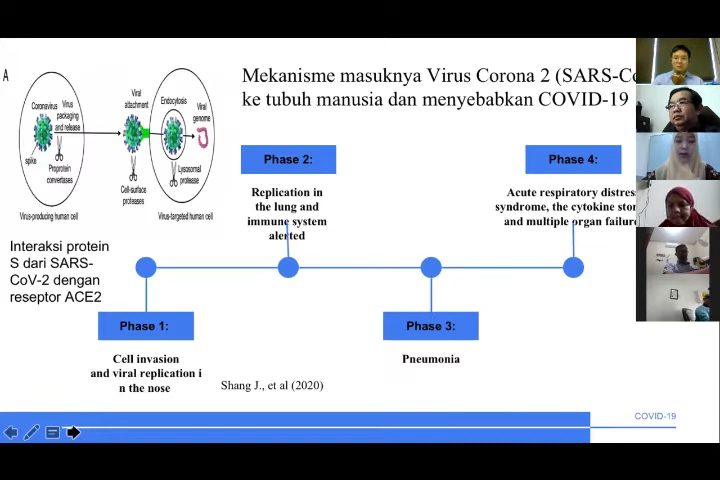 A
Mekanisme masuknya Virus Corona 2 (SARS-Co
ke tubuh manusia dan menyebabkan COVID-19
Coronavirus
Virus
packaging
and release
spike
Proprotein
convertases
Virus-producing human cell
Viral
attachment
Cell-surface
proteases
Endocytosis
Viral
genome
Lysosomal
protease
Virus-targeted human cell
Interaksi protein
S dari SARS-
CoV-2 dengan
reseptor ACE2
Phase 2:
Replication in
the lung and
immune system
alerted
Phase 4:
Acute respiratory distress
syndrome, the cytokine stor
and multiple organ failure
Phase 1:
Cell invasion
and viral replication i
n the nose
Phase 3:
Pneumonia
Shang J., et al (2020)
COVID-19